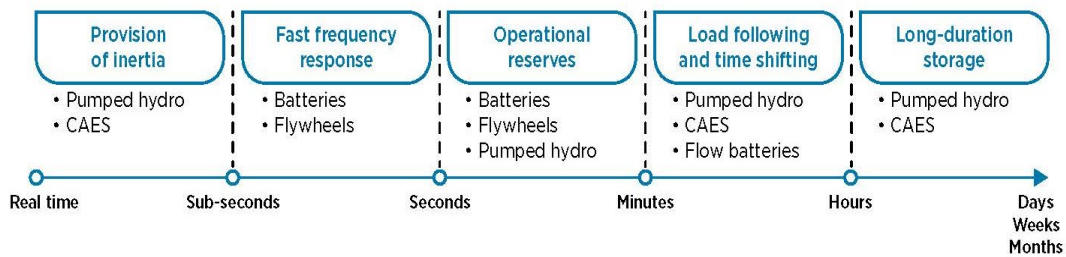 Provision
of inertia
• Pumped hydro
• CAES
Fast frequency
response
• Batteries
• Flywheels
Operational
reserves
• Batteries
• Flywheels
• Pumped hydro
Load following
and time shifting
• Pumped hydro
• CAES
• Flow batteries
Long-duration
storage
• Pumped hydro
• CAES
Real time
Sub-seconds
Seconds
Minutes
Hours
Days
Weeks
Months